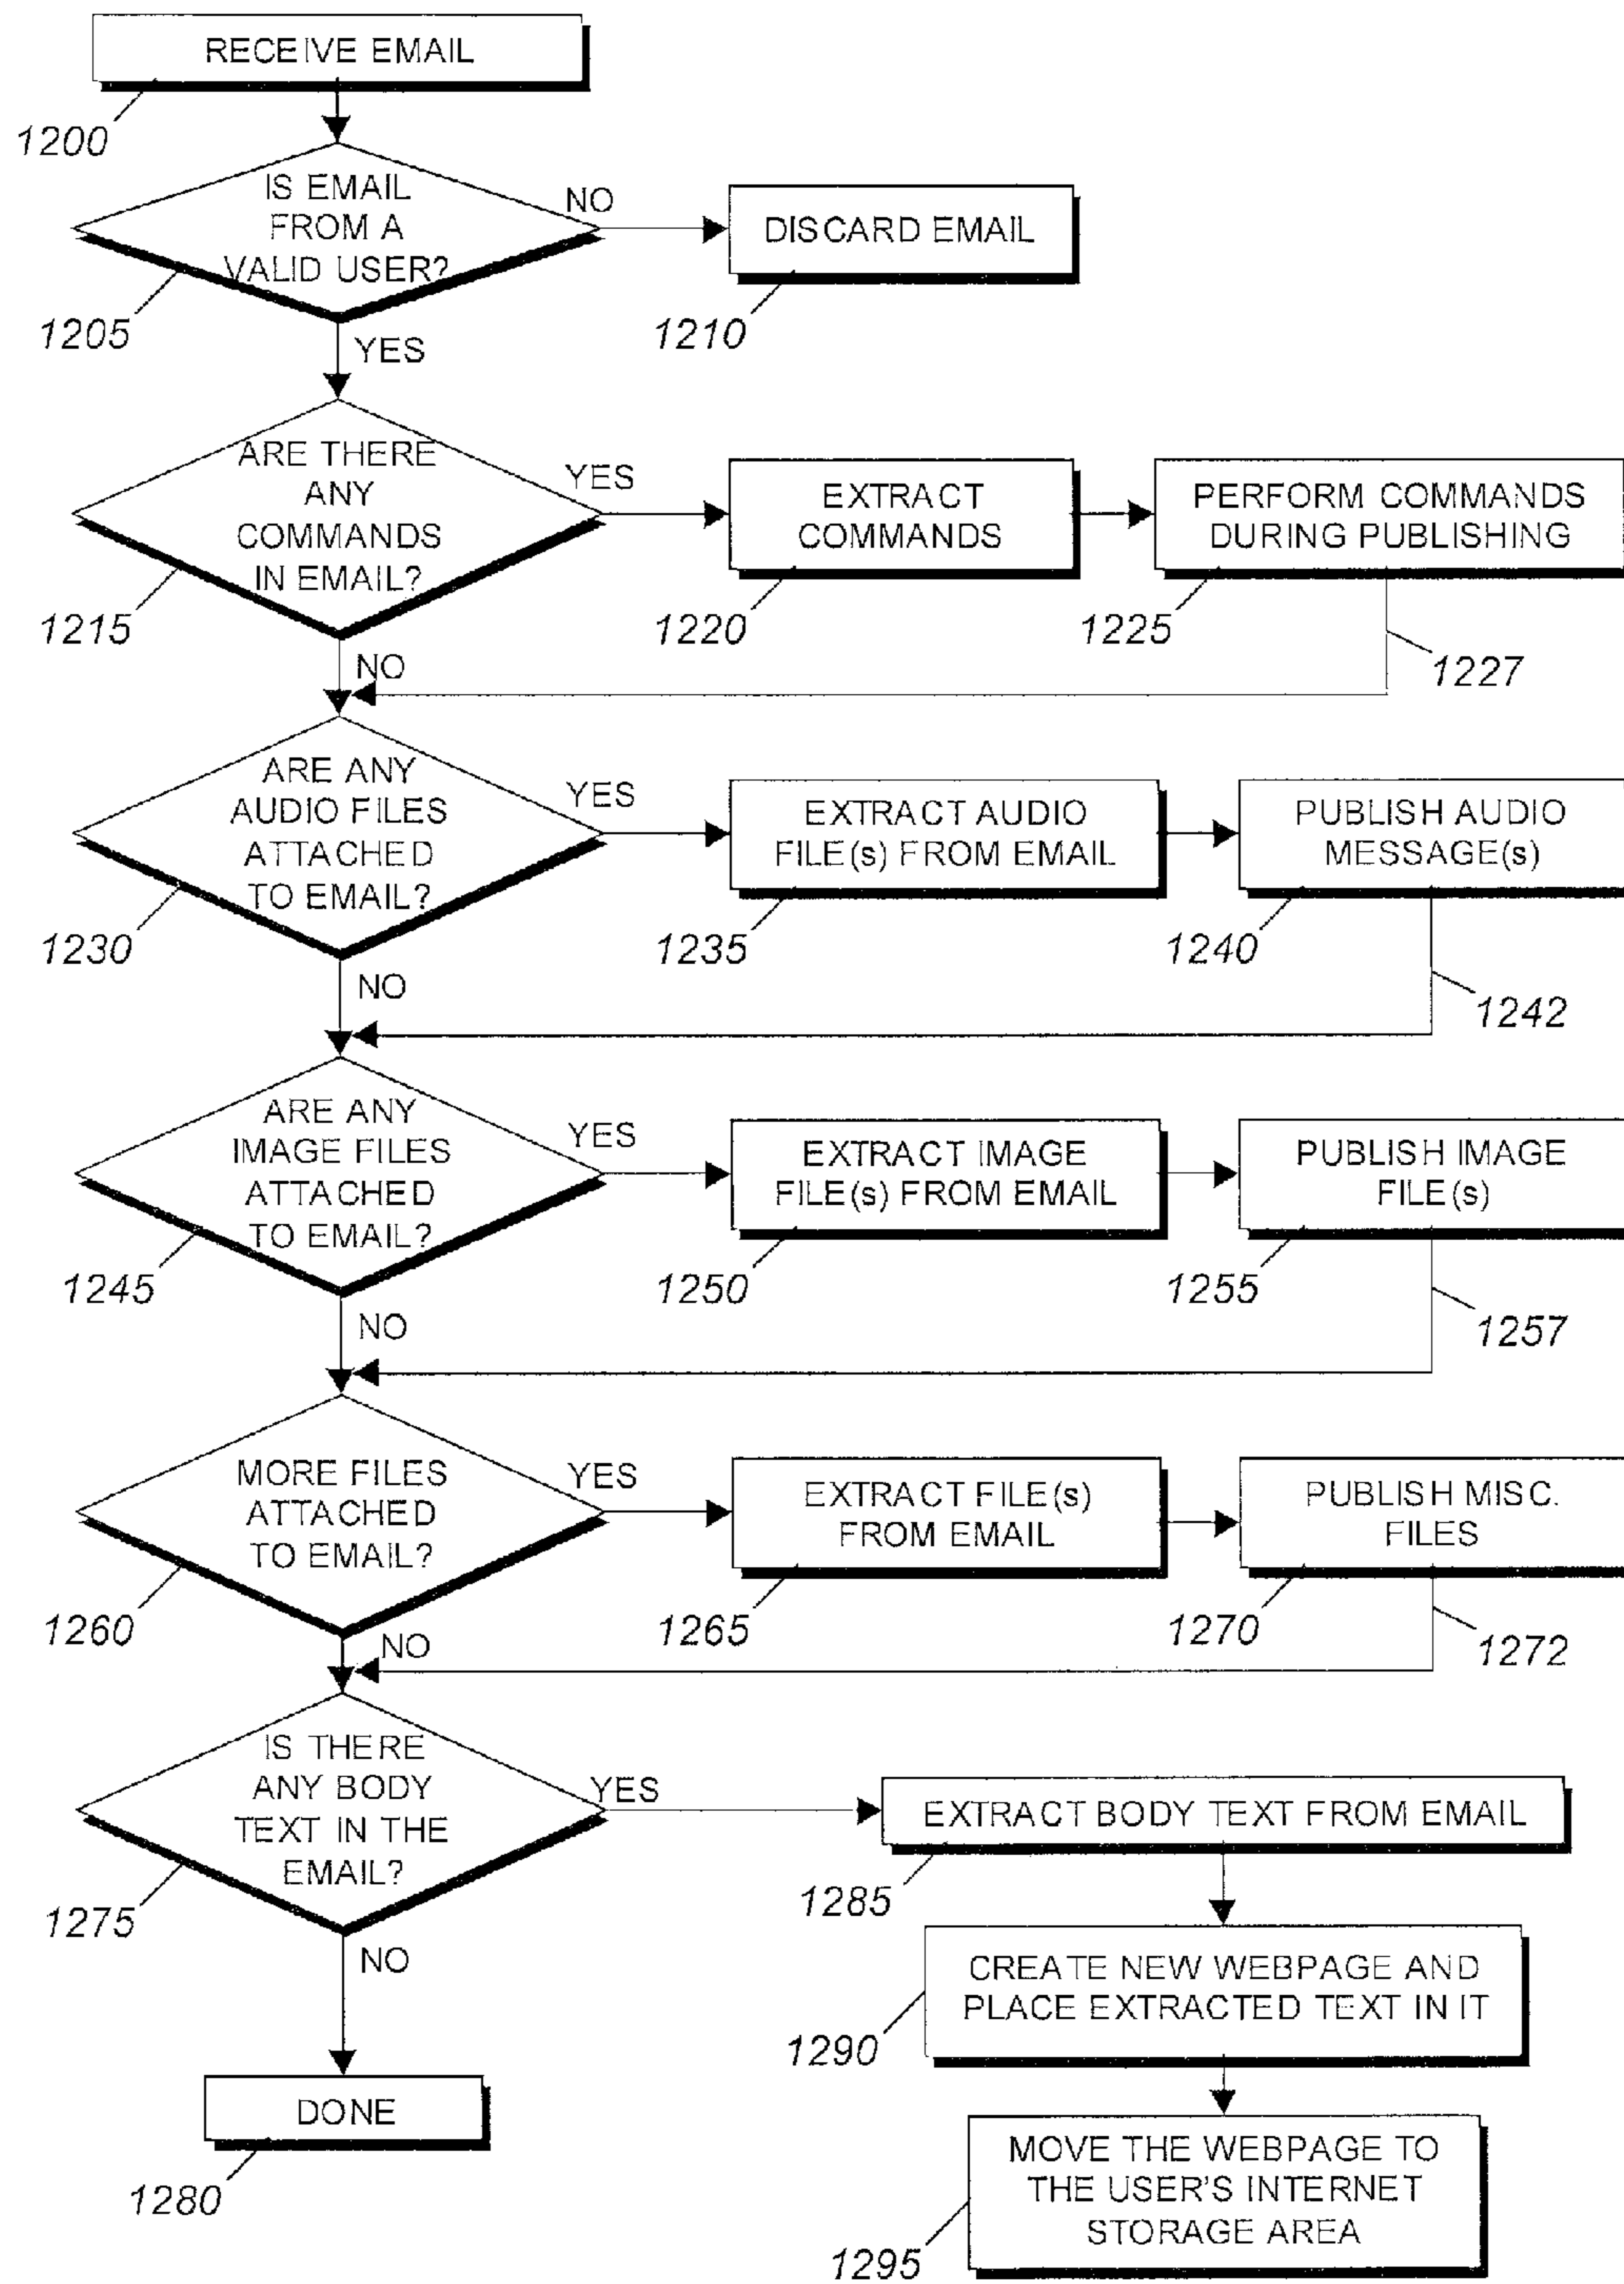 RECEIVE EMAIL
1200
IS EMAIL
FROM A
VALID USER?
NO
DISCARD EMAIL
1205
1210
YES
ARE THERE
ANY
COMMANDS
IN EMAIL?
YES
EXTRACT
COMMANDS
PERFORM COMMANDS
DURING PUBLISHING
1215
1220
1225
1227
NO
ARE ANY
AUDIO FILES
ATTACHED
TO EMAIL?
YES
EXTRACT AUDIO
FILE(s) FROM EMAIL
PUBLISH AUDIO
MESSAGE(s)
1230
1235
1240
1242
NO
ARE ANY
IMAGE FILES
ATTACHED
TO EMAIL?
YES
EXTRACT IMAGE
FILE(s) FROM EMAIL
PUBLISH IMAGE
FILE(s)
1245
1250
1255
1257
NO
MORE FILES
ATTACHED
TO EMAIL?
YES
EXTRACT FILE(s)
FROM EMAIL
PUBLISH MISC.
FILES
1260
1265
1270
1272
NO
IS THERE
ANY BODY
TEXT IN THE
EMAIL?
YES
EXTRACT BODY TEXT FROM EMAIL
1275
1285
NO
CREATE NEW WEBPAGE AND
PLACE EXTRACTED TEXT IN IT
1290
DONE
1280
MOVE THE WEBPAGE TO
THE USER'S INTERNET
STORAGE AREA
1295